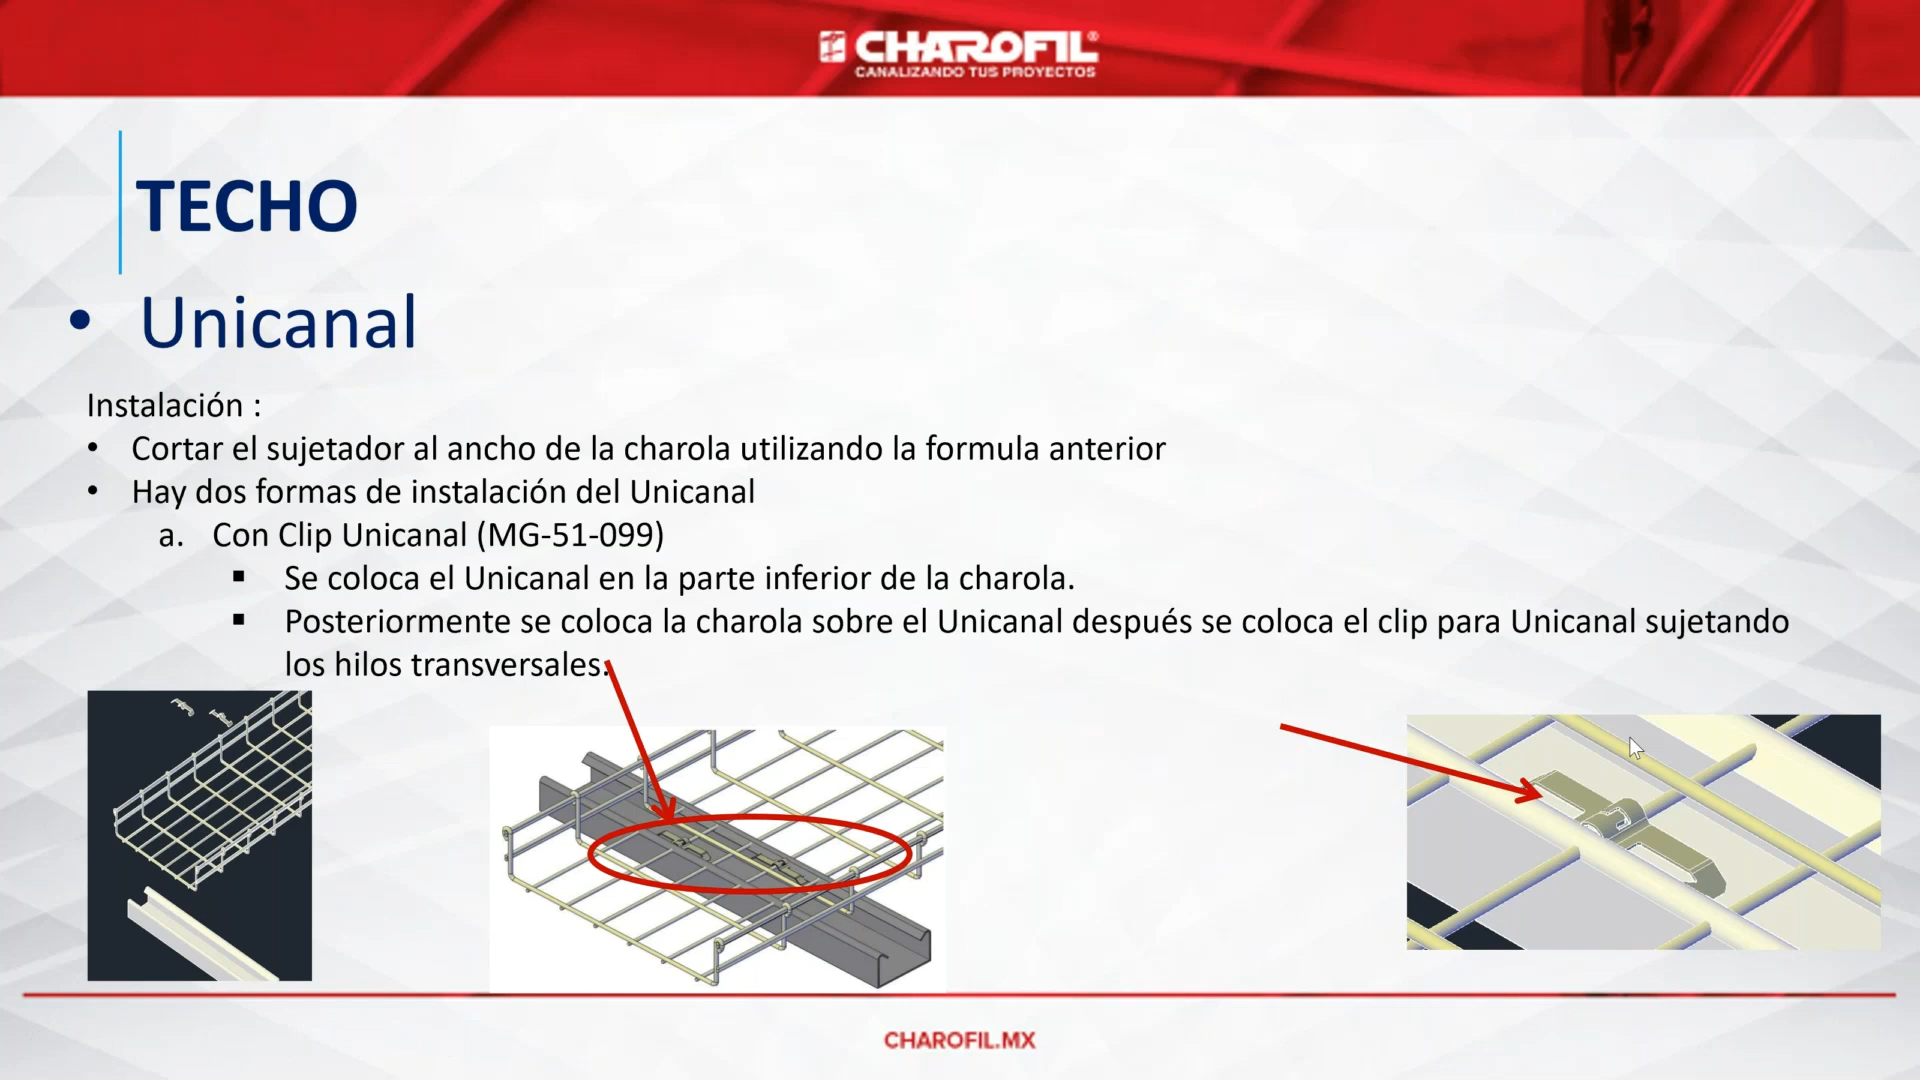 CHAROFIL®
CANALIZANDO TUS PROYECTOS
TECHO
• Unicanal
Instalación :
• Cortar el sujetador al ancho de la charola utilizando la formula anterior
• Hay dos formas de instalación del Unicanal
a. Con Clip Unicanal (MG-51-099)
▪ Se coloca el Unicanal en la parte inferior de la charola.
▪ Posteriormente se coloca la charola sobre el Unicanal después se coloca el clip para Unicanal sujetando
los hilos transversales.
CHAROFIL.MX